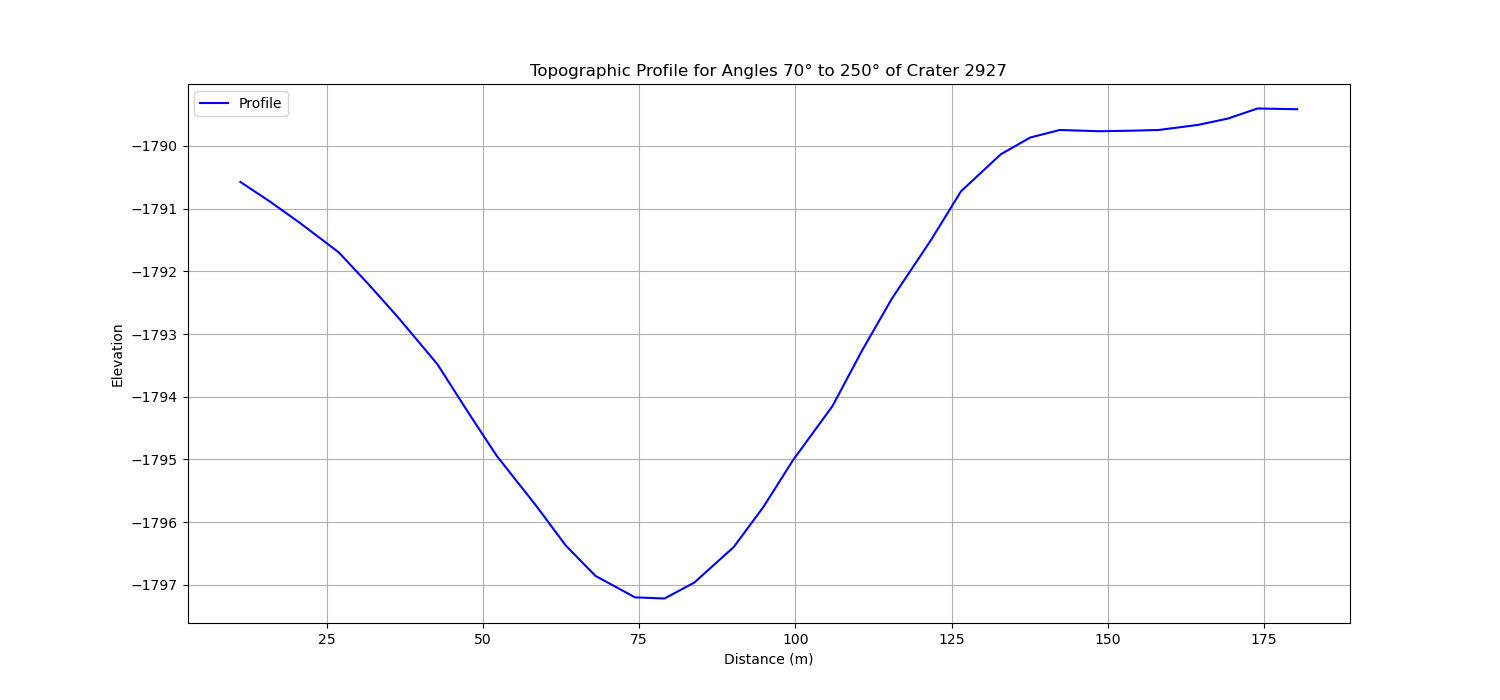 Topographic Profile for Angles 70° to 250° of Crater 2927
Profile
Elevation
−1790
−1791
−1792
−1793
−1794
−1795
−1796
−1797
25 50 75 100 125 150 175
Distance (m)